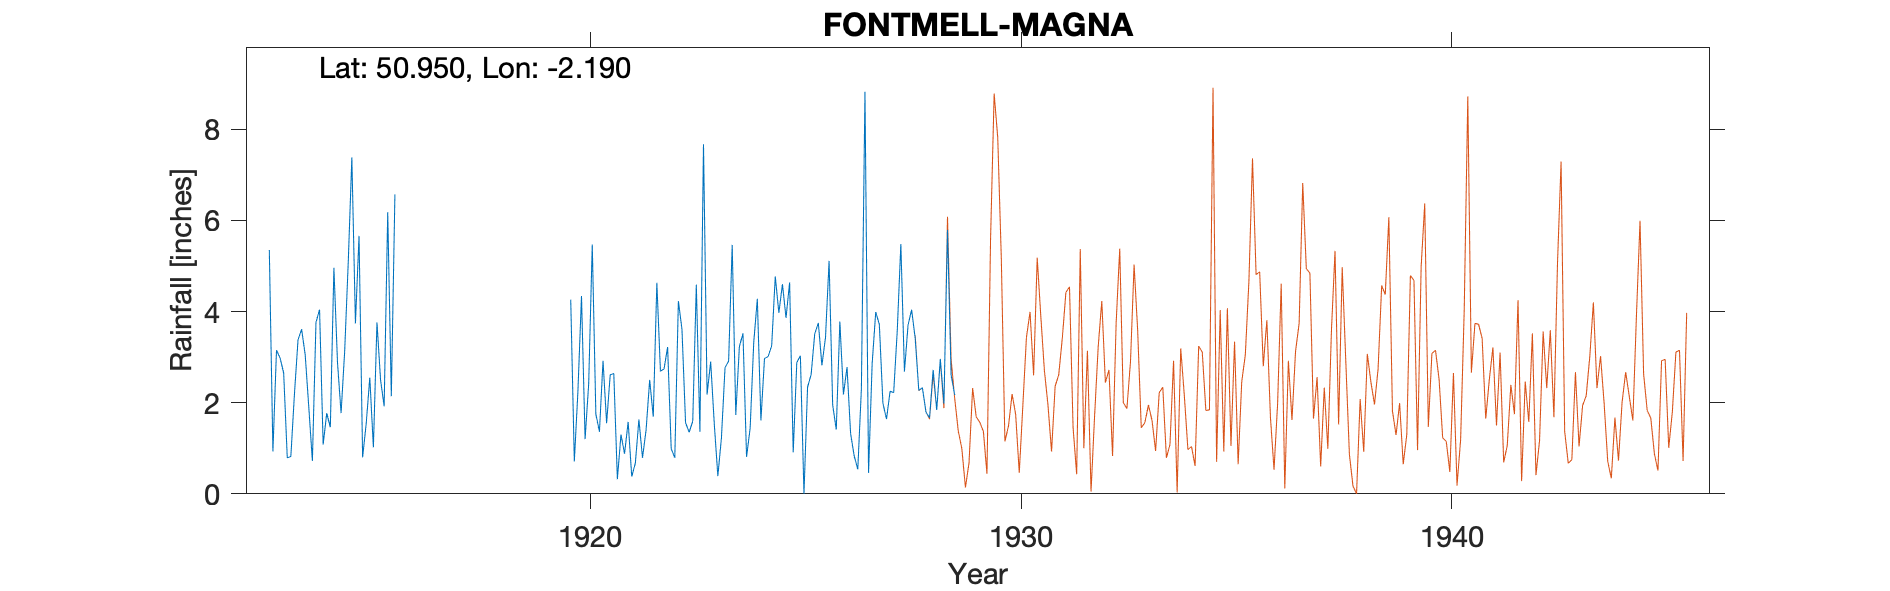 FONTMELL-MAGNA
Lat: 50.950, Lon: -2.190
8
6
4
2
0
Rainfall [inches]
1920 1930 1940
Year